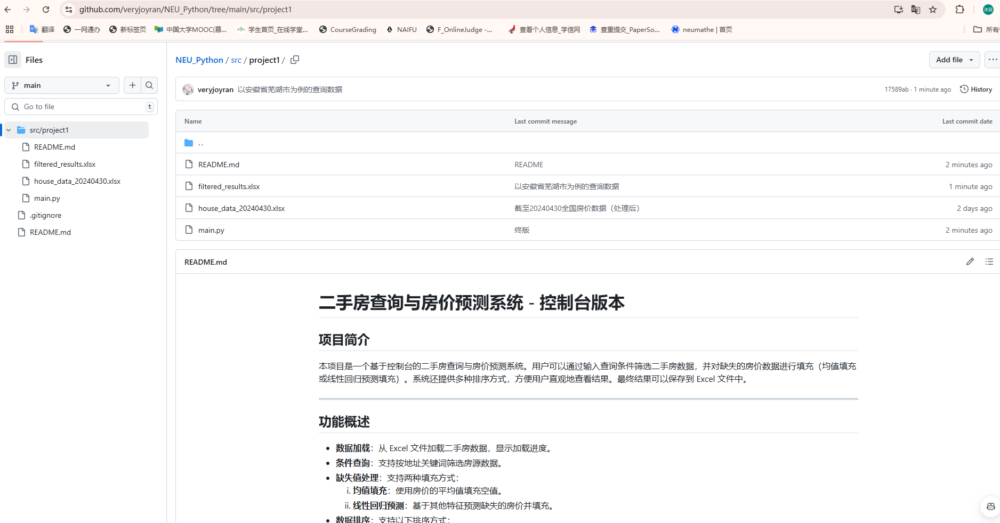 github.com/veryjoyran/NEU_Python/tree/main/src/project1
沐辰
翻译
一网通办
新标签页
中国大学MOOC(慕...
学生首页_在线学堂...
CourseGrading
NAIFU
F_OnlineJudge -...
查看个人信息_学信网
查重提交_PaperSo...
neumathe | 首页
所有
Files
NEU_Python / src / project1 /
Add file
main
veryjoyran 以安徽省芜湖市为例的查询数据
17589ab · 1 minute ago
History
Go to file
t
src/project1
README.md
filtered_results.xlsx
house_data_20240430.xlsx
main.py
.gitignore
README.md
Name Last commit message Last commit date
..
README.md README 2 minutes ago
filtered_results.xlsx 以安徽省芜湖市为例的查询数据 1 minute ago
house_data_20240430.xlsx 截至20240430全国房价数据（处理后） 2 days ago
main.py 终版 2 minutes ago
README.md
二手房查询与房价预测系统 - 控制台版本
项目简介
本项目是一个基于控制台的二手房查询与房价预测系统。用户可以通过输入查询条件筛选二手房数据，并对缺失的房价数据进行填充（均值填充
或线性回归预测填充）。系统还提供多种排序方式，方便用户直观地查看结果。最终结果可以保存到 Excel 文件中。
功能概述
• 数据加载：从 Excel 文件加载二手房数据，显示加载进度。
• 条件查询：支持按地址关键词筛选房源数据。
• 缺失值处理：支持两种填充方式：
i. 均值填充：使用房价的平均值填充空值。
ii. 线性回归预测：基于其他特征预测缺失的房价并填充。
• 数据排序：支持以下排序方式：